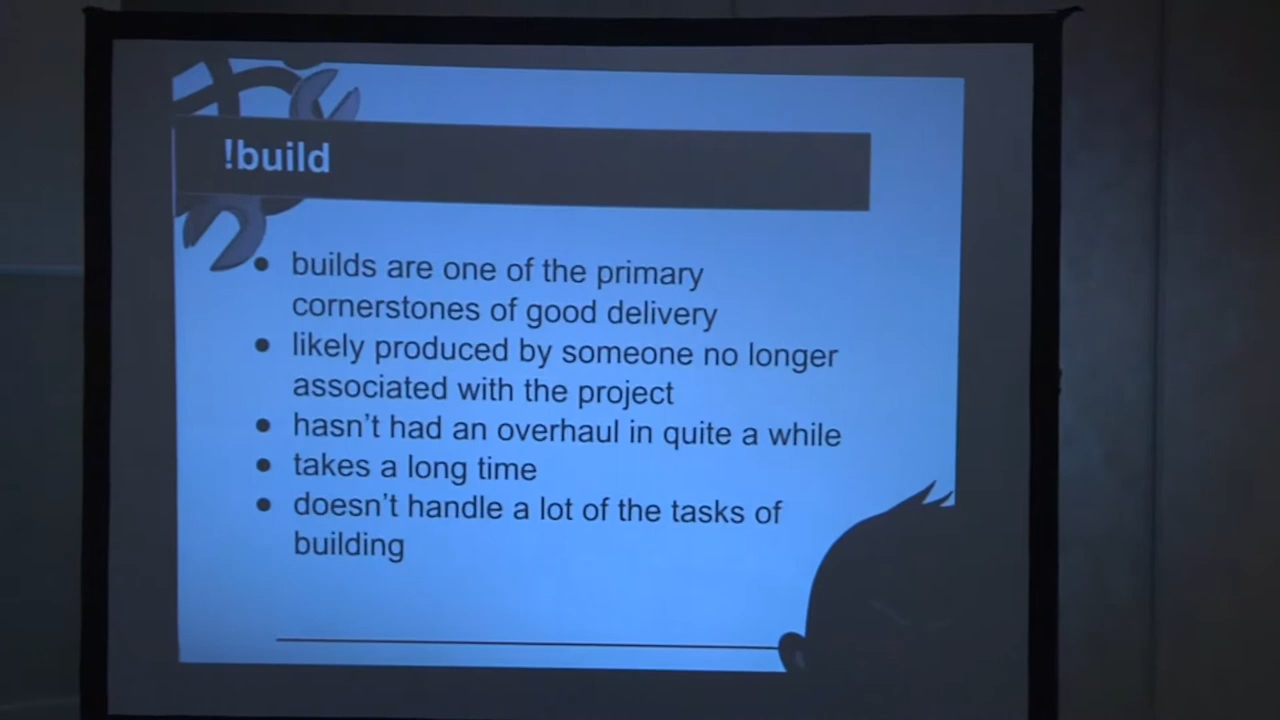 !build
• builds are one of the primary
cornerstones of good delivery
• likely produced by someone no longer
associated with the project
• hasn't had an overhaul in quite a while
• takes a long time
• doesn't handle a lot of the tasks of
building